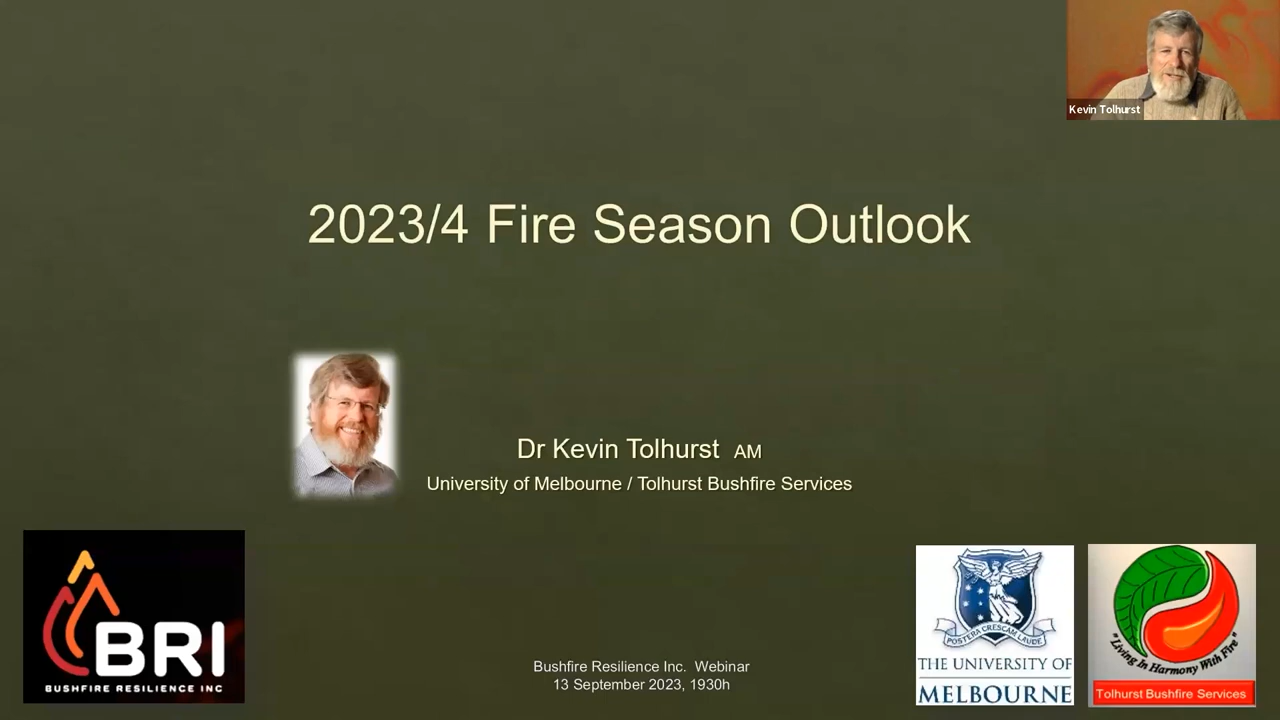 Kevin Tolhurst
2023/4 Fire Season Outlook
Dr Kevin Tolhurst AM
University of Melbourne / Tolhurst Bushfire Services
BRI
BUSHFIRE RESILIENCE INC
Bushfire Resilience Inc. Webinar
13 September 2023, 1930h
POSTERA CRESCAM LAUDE
THE UNIVERSITY OF
MELBOURNE
"Living In Harmony With Fire"
Tolhurst Bushfire Services